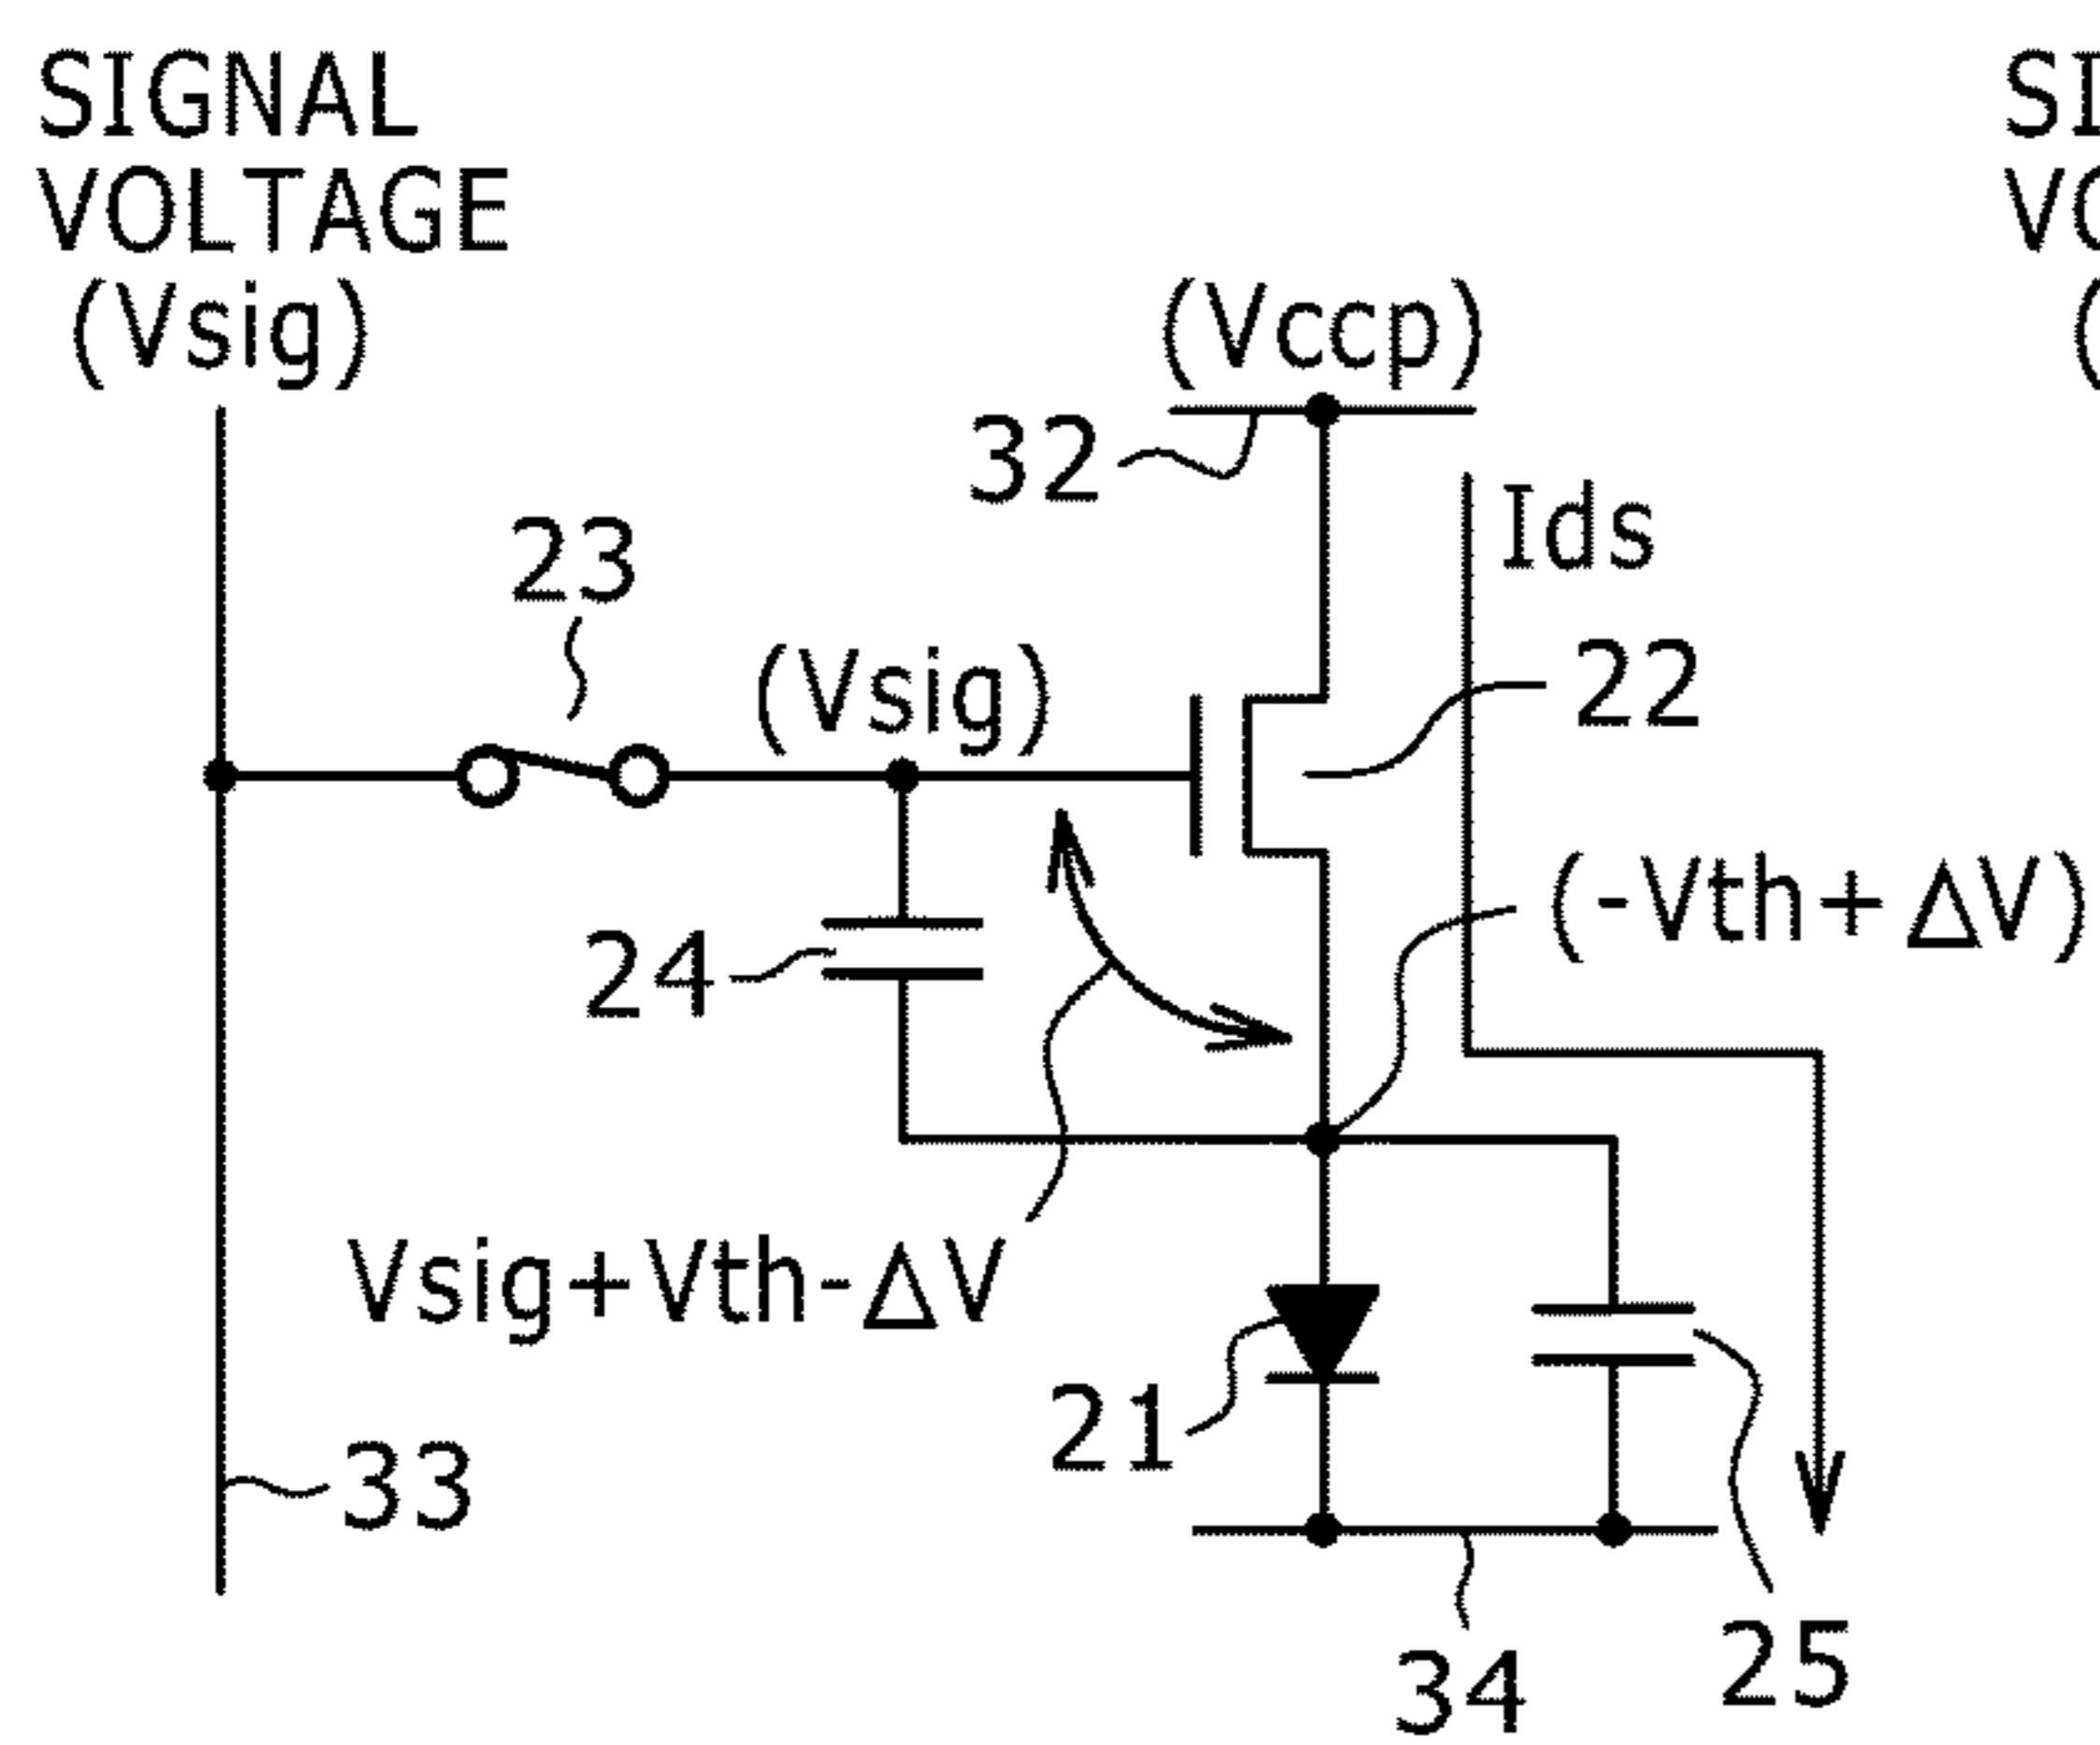 SIGNAL
VOLTAGE
(Vsig)
(Vccp)
32
Ids
23
22
(Vsig)
(-Vth+ΔV)
24
Vsig+Vth-ΔV
21
33
25
34